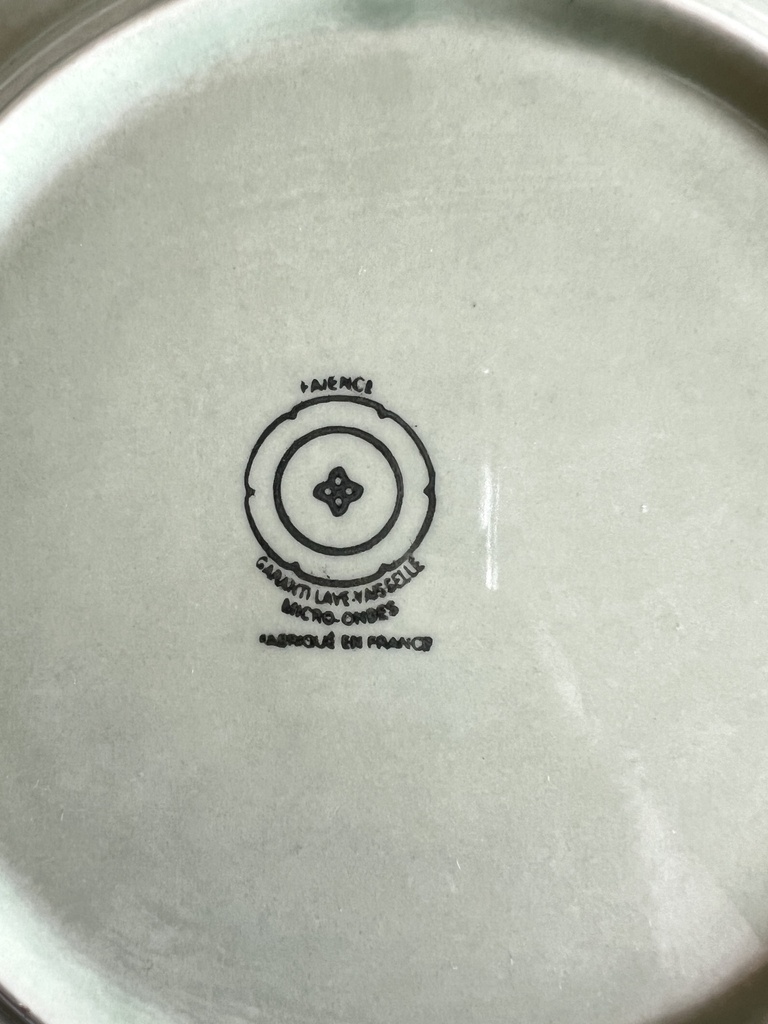 FAIENCE
GARANTI LAVE-VAISSELLE
MICRO-ONDES
FABRIQUÉ EN FRANCE